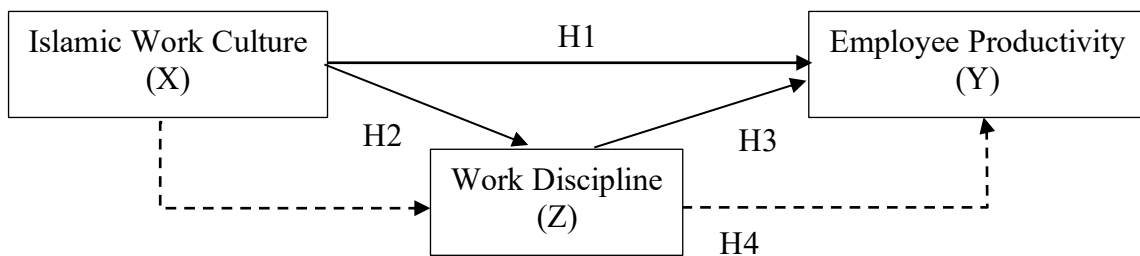 Islamic Work Culture
(X)
H1
Employee Productivity
(Y)
H2
H3
Work Discipline
(Z)
H4